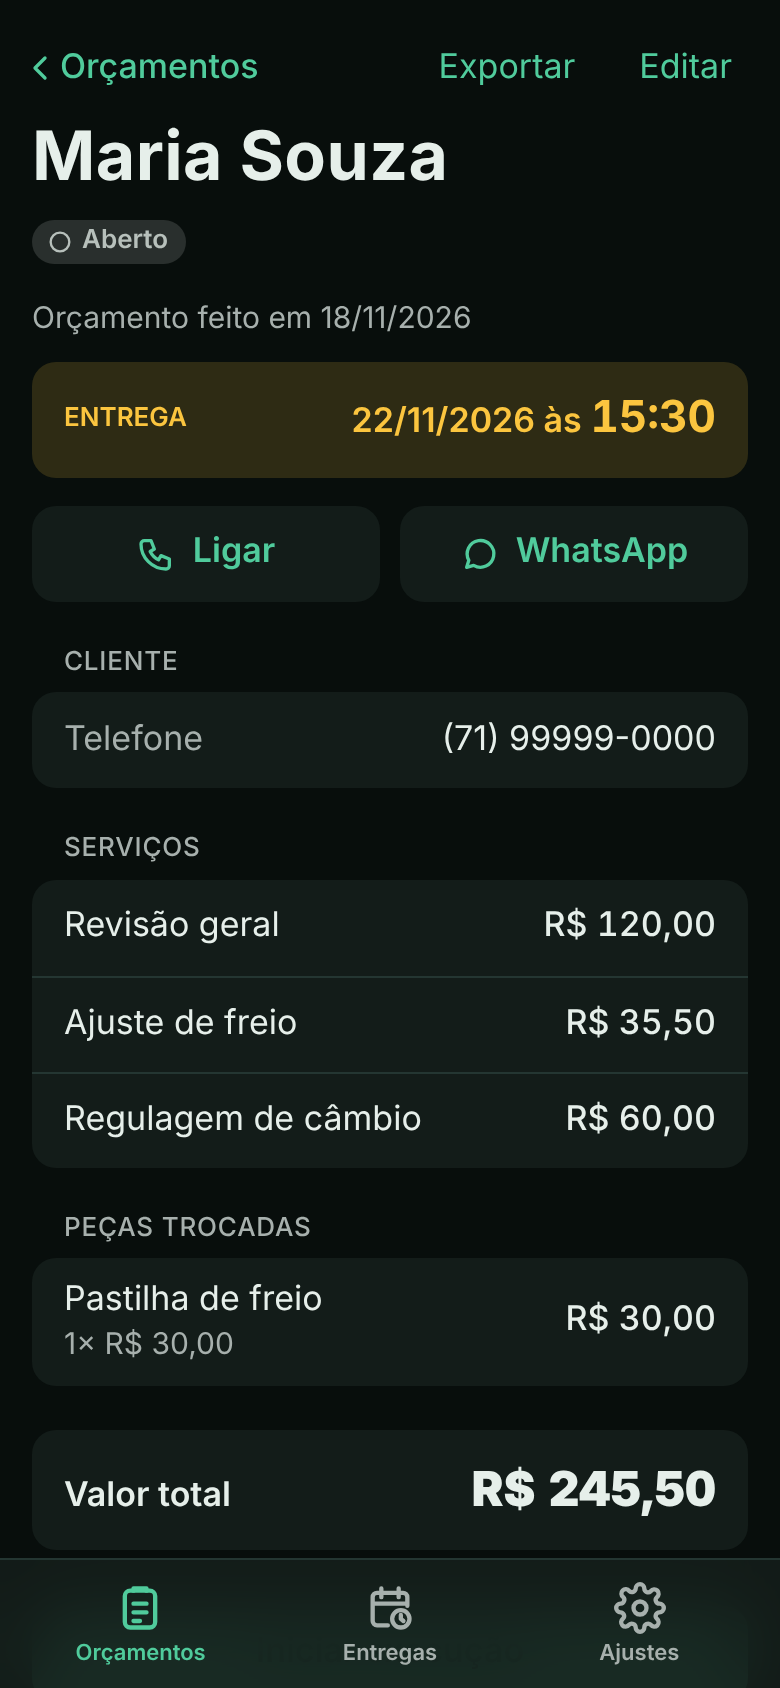 Orçamentos Exportar Editar
Maria Souza
Aberto
Orçamento feito em 18/11/2026
ENTREGA 22/11/2026 às 15:30
Ligar WhatsApp
CLIENTE
Telefone (71) 99999-0000
SERVIÇOS
Revisão geral R$ 120,00
Ajuste de freio R$ 35,50
Regulagem de câmbio R$ 60,00
PEÇAS TROCADAS
Pastilha de freio R$ 30,00
1× R$ 30,00
Valor total R$ 245,50
Orçamentos Entregas Ajustes